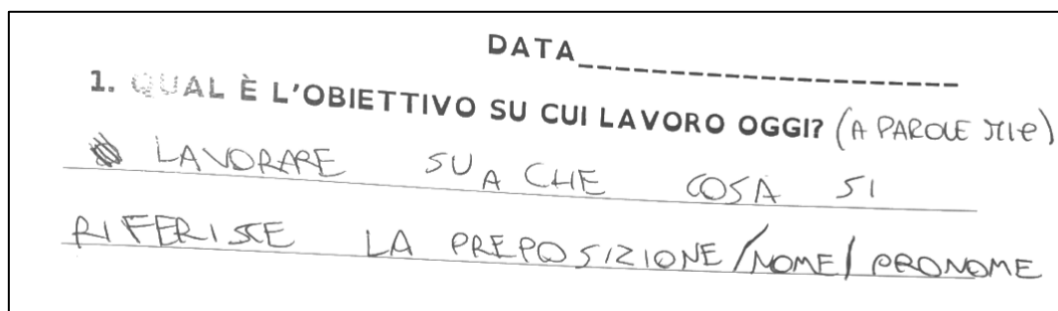 DATA_____________________
1. QUAL È L'OBIETTIVO SU CUI LAVORO OGGI? (A PAROLE MIE)
LAVORARE SU A CHE COSA SI
RIFERISCE LA PREPOSIZIONE/NOME/PRONOME